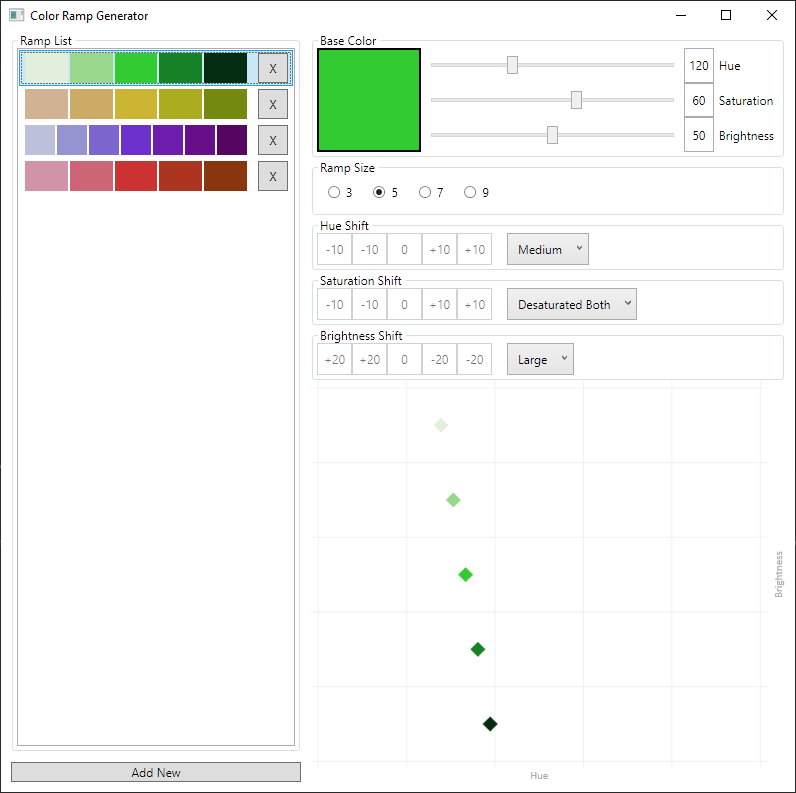 Color Ramp Generator
Ramp List
X
X
X
X
Add New
Base Color
120 Hue
60 Saturation
50 Brightness
Ramp Size
3 5 7 9
Hue Shift
-10 -10 0 +10 +10 Medium
Saturation Shift
-10 -10 0 +10 +10 Desaturated Both
Brightness Shift
+20 +20 0 -20 -20 Large
Brightness
Hue